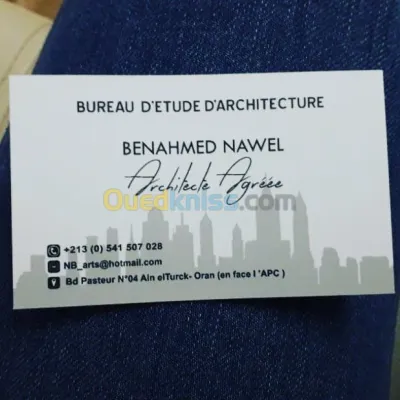 BUREAU D'ETUDE D'ARCHITECTURE
BENAHMED NAWEL
Architecte Agréée
Ouedkniss.com
+213 (0) 541 507 028
NB_arts@hotmail.com
Bd Pasteur N°04 Ain elTurck- Oran (en face l 'APC )